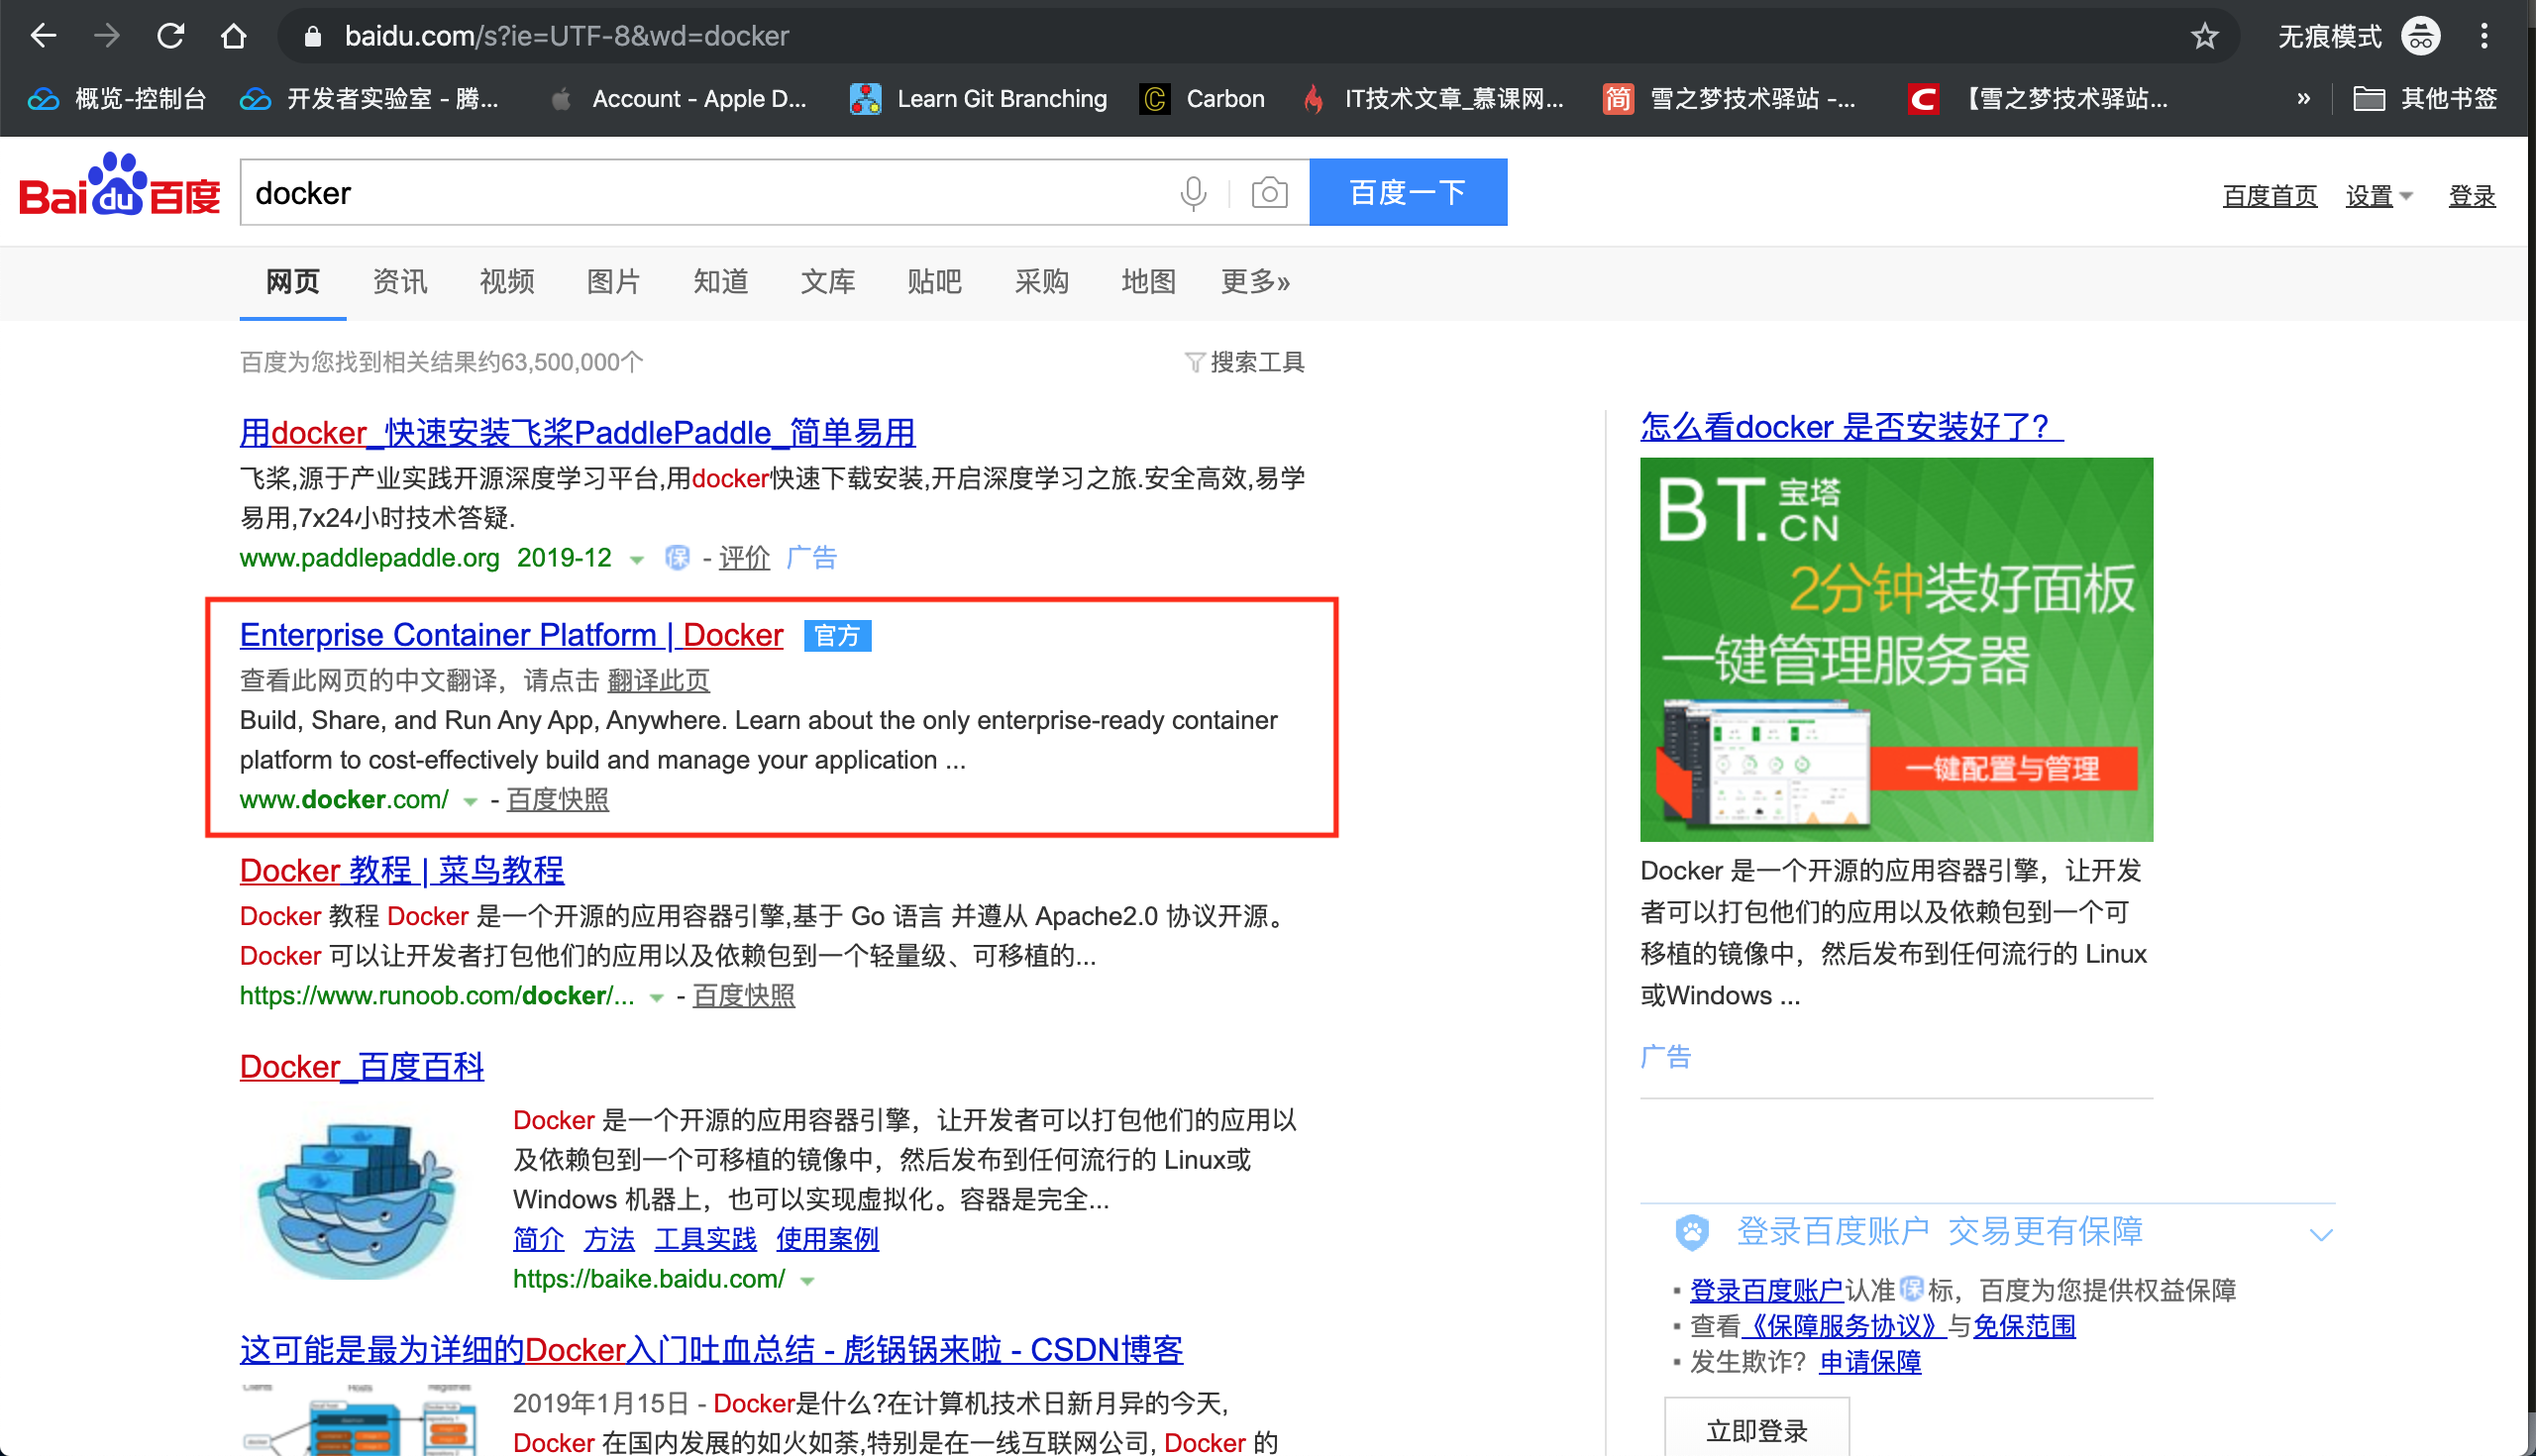 baidu.com/s?ie=UTF-8&wd=docker
无痕模式
概览-控制台
开发者实验室 - 腾...
Account - Apple D...
Learn Git Branching
Carbon
IT技术文章_慕课网...
简 雪之梦技术驿站 -...
【雪之梦技术驿站...
»
其他书签
Bai du 百度
docker
百度一下
百度首页
设置
登录
网页 资讯 视频 图片 知道 文库 贴吧 采购 地图 更多»
百度为您找到相关结果约63,500,000个
搜索工具
用docker_快速安装飞桨PaddlePaddle_简单易用
飞桨,源于产业实践开源深度学习平台,用docker快速下载安装,开启深度学习之旅.安全高效,易学
易用,7x24小时技术答疑.
www.paddlepaddle.org 2019-12 保 - 评价 广告
Enterprise Container Platform | Docker 官方
查看此网页的中文翻译，请点击 翻译此页
Build, Share, and Run Any App, Anywhere. Learn about the only enterprise-ready container
platform to cost-effectively build and manage your application ...
www.docker.com/ - 百度快照
Docker 教程 | 菜鸟教程
Docker 教程 Docker 是一个开源的应用容器引擎,基于 Go 语言 并遵从 Apache2.0 协议开源。
Docker 可以让开发者打包他们的应用以及依赖包到一个轻量级、可移植的...
https://www.runoob.com/docker/... - 百度快照
Docker_百度百科
Docker 是一个开源的应用容器引擎，让开发者可以打包他们的应用以
及依赖包到一个可移植的镜像中，然后发布到任何流行的 Linux或
Windows 机器上，也可以实现虚拟化。容器是完全...
简介 方法 工具实践 使用案例
https://baike.baidu.com/
这可能是最为详细的Docker入门吐血总结 - 彪锅锅来啦 - CSDN博客
2019年1月15日 - Docker是什么?在计算机技术日新月异的今天,
Docker 在国内发展的如火如荼,特别是在一线互联网公司, Docker 的
怎么看docker 是否安装好了?
BT.CN 宝塔
2分钟装好面板
一键管理服务器
一键配置与管理
Docker 是一个开源的应用容器引擎，让开发
者可以打包他们的应用以及依赖包到一个可
移植的镜像中，然后发布到任何流行的 Linux
或Windows ...
广告
登录百度账户 交易更有保障
▪ 登录百度账户认准保标，百度为您提供权益保障
▪ 查看《保障服务协议》与免保范围
▪ 发生欺诈？申请保障
立即登录